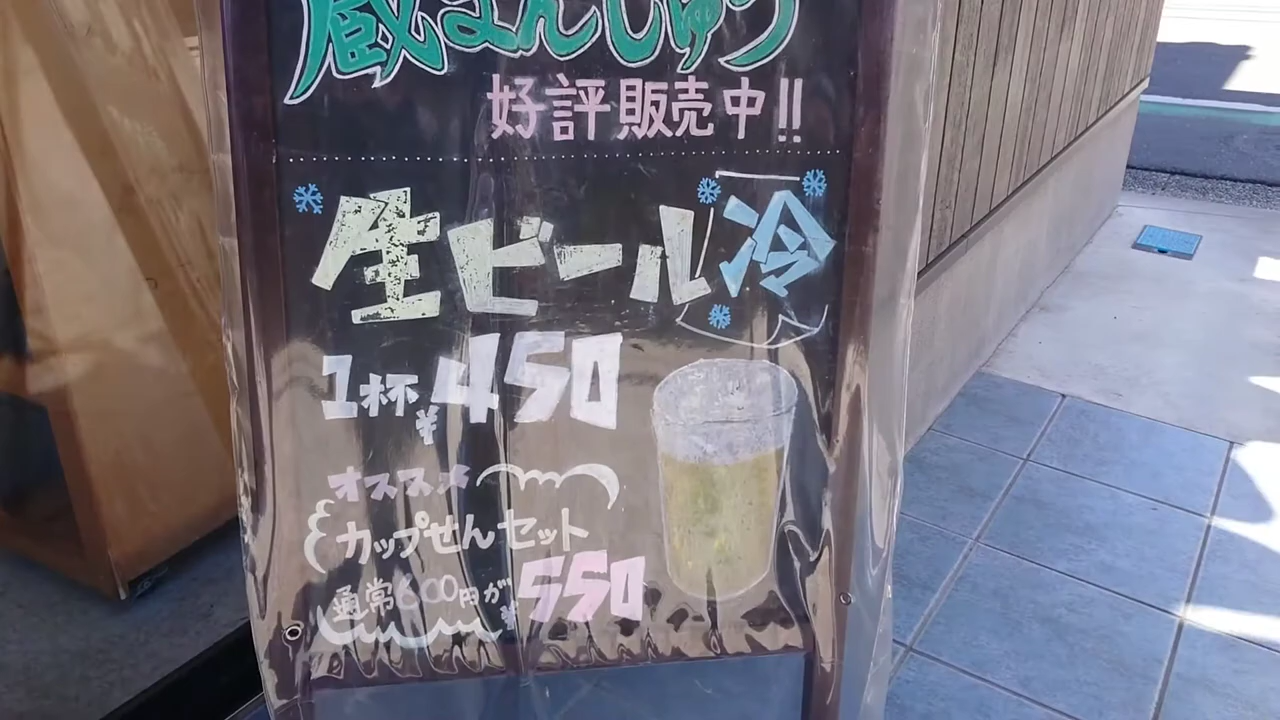 蔵まんじゅう
好評販売中!!
生ビール 冷
1杯 ¥450
オススメ
カップせんセット
通常600円が ¥550